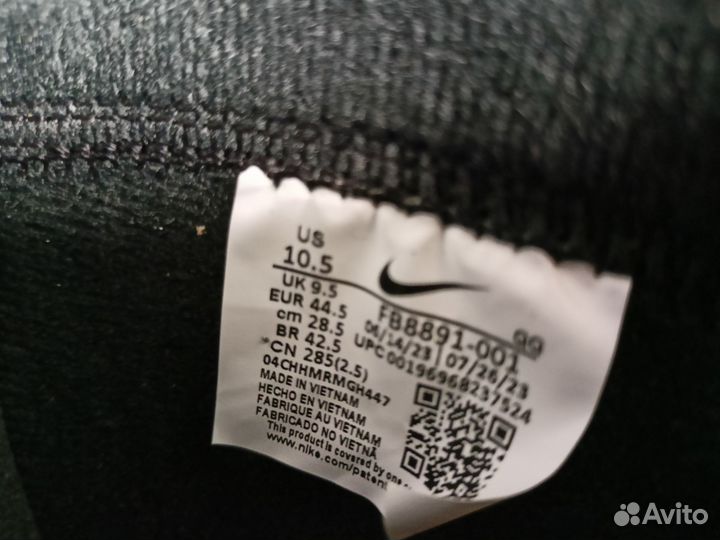 US
10.5
UK 9.5
EUR 44.5
cm 28.5
BR 42.5
*CN 285(2.5)
04CHHMRMGH447
MADE IN VIETNAM
HECHO EN VIETNAM
FABRIQUE AU VIETNAM
FABRICADO NO VIETNÃ
This product is covered by one
www.nike.com/patent
99
FB8891-001
06/14/23 | 07/26/23
UPC 00196968237524
Avito